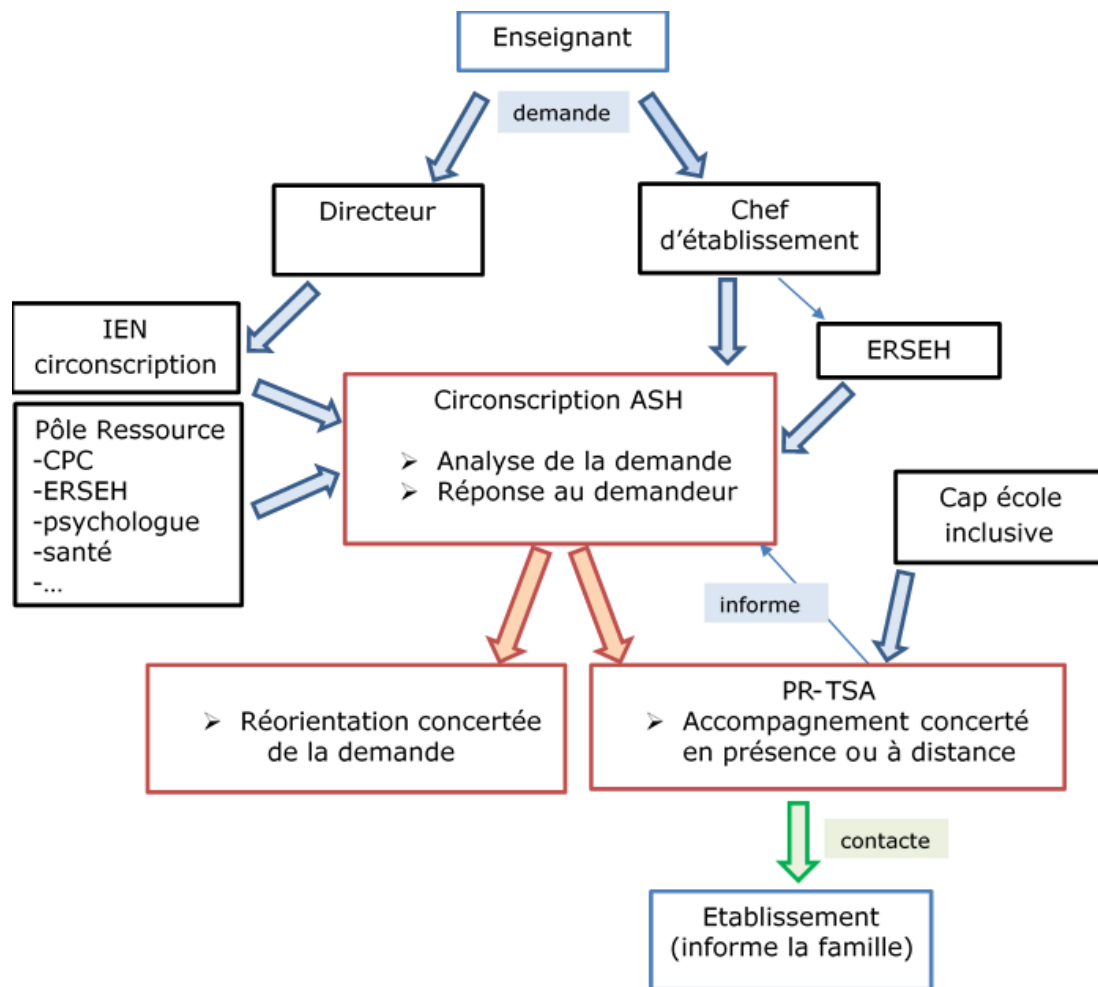 Enseignant
demande
Directeur
Chef
d'établissement
IEN
circonscription
ERSEH
Pôle Ressource
-CPC
-ERSEH
-psychologue
-santé
-...
Circonscription ASH
➢ Analyse de la demande
➢ Réponse au demandeur
Cap école
inclusive
informe
➢ Réorientation concertée
de la demande
PR-TSA
➢ Accompagnement concerté
en présence ou à distance
contacte
Etablissement
(informe la famille)